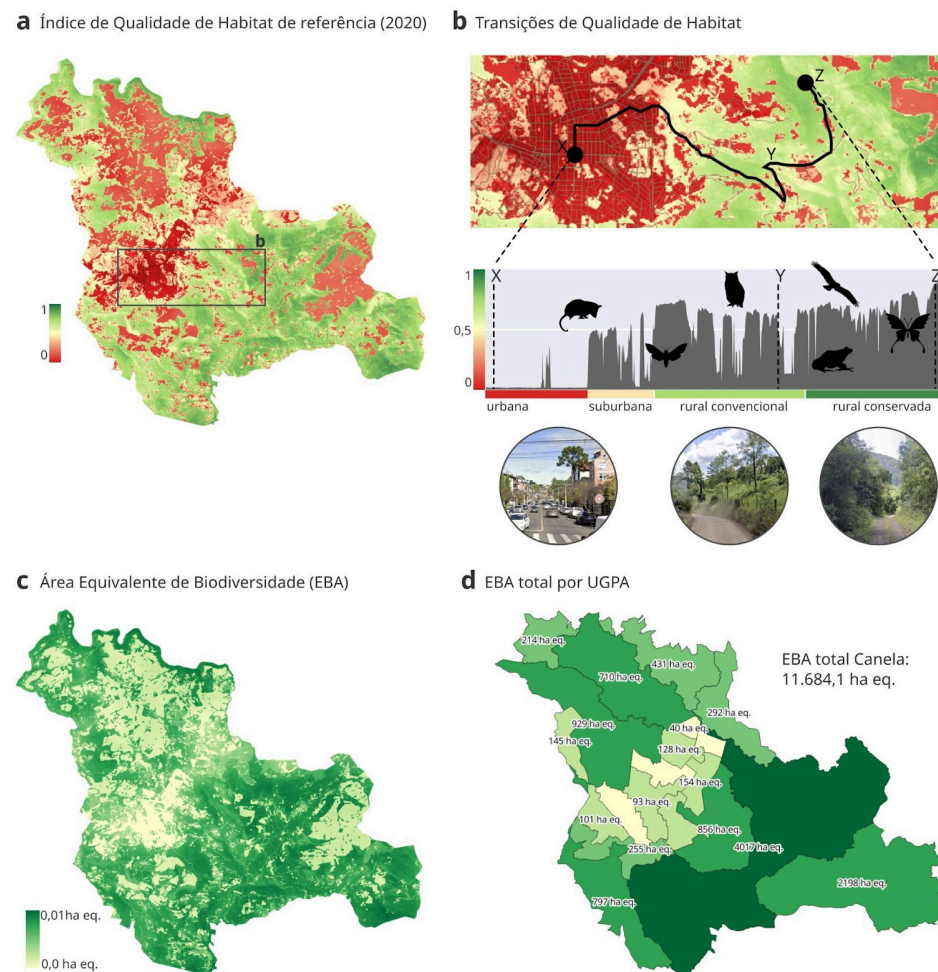 a Índice de Qualidade de Habitat de referência (2020)
b
1
0
b Transições de Qualidade de Habitat
X
Y
Z
1
0,5
0
X
Y
Z
urbana
suburbana
rural convencional
rural conservada
c Área Equivalente de Biodiversidade (EBA)
0,01ha eq.
0,0 ha eq.
d EBA total por UGPA
EBA total Canela:
11.684,1 ha eq.
214 ha eq.
431 ha eq.
710 ha eq.
292 ha eq.
929 ha eq.
40 ha eq.
145 ha eq.
128 ha eq.
154 ha eq.
93 ha eq.
101 ha eq.
856 ha eq.
4017 ha eq.
255 ha eq.
2198 ha eq.
797 ha eq.